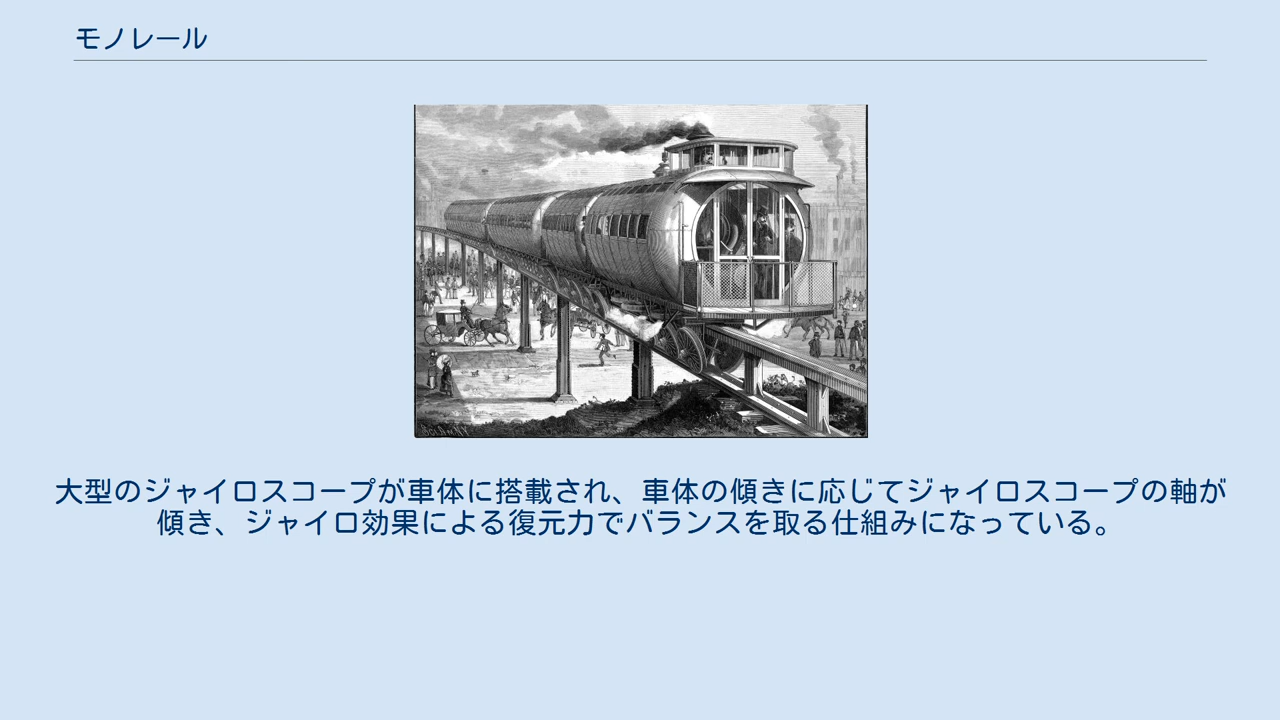 モノレール
大型のジャイロスコープが車体に搭載され、車体の傾きに応じてジャイロスコープの軸が
傾き、ジャイロ効果による復元力でバランスを取る仕組みになっている。